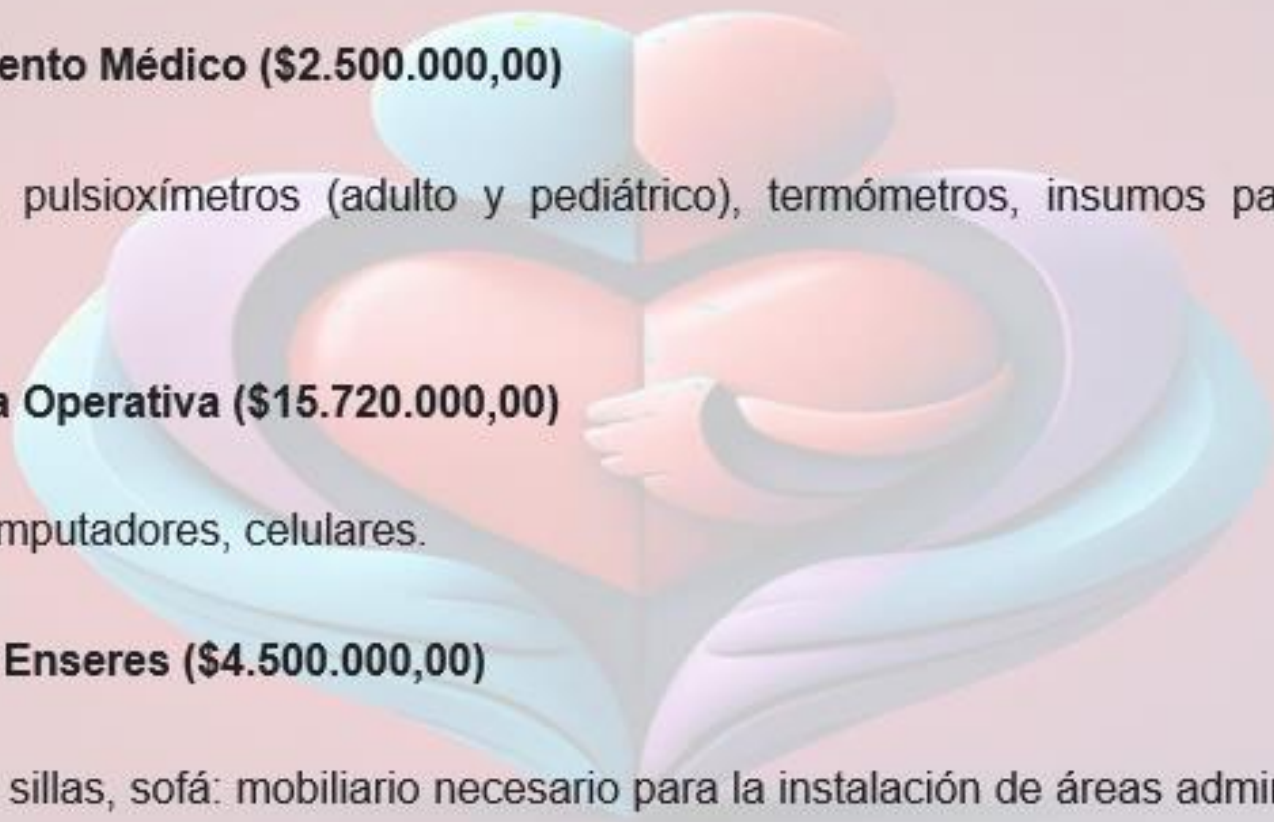 ento Médico ($2.500.000,00)
pulsioxímetros (adulto y pediátrico), termómetros, insumos pa
a Operativa ($15.720.000,00)
mputadores, celulares.
Enseres ($4.500.000,00)
sillas, sofá: mobiliario necesario para la instalación de áreas admi